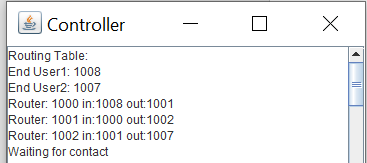 Controller
Routing Table:
End User1: 1008
End User2: 1007
Router: 1000 in:1008 out:1001
Router: 1001 in:1000 out:1002
Router: 1002 in:1001 out:1007
Waiting for contact